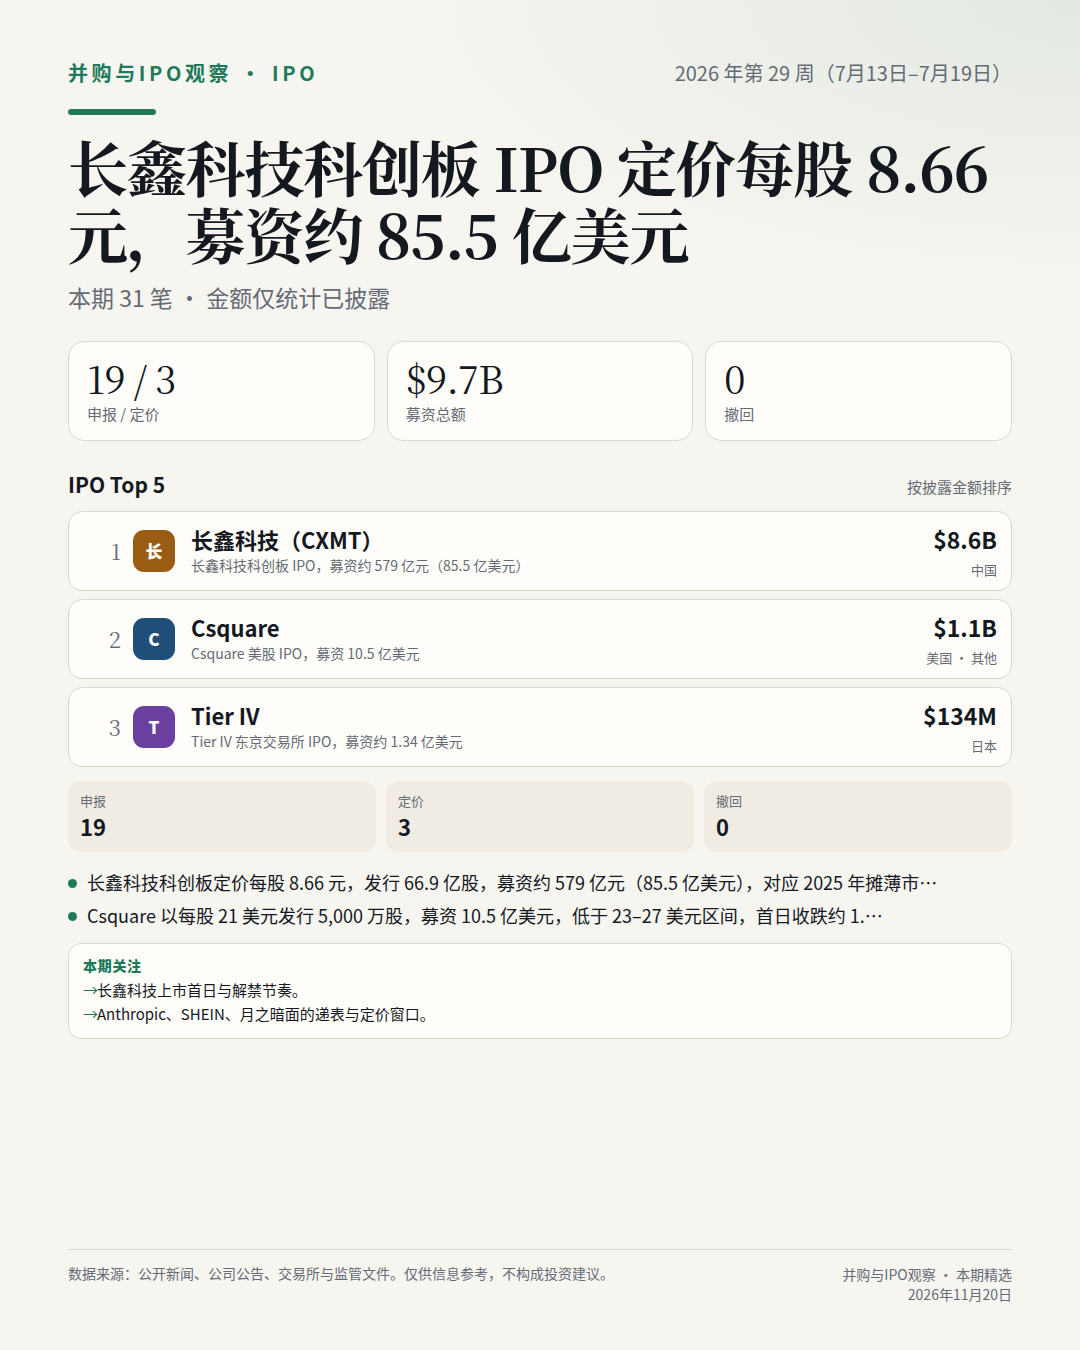 并购与IPO观察 · IPO
2026 年第 29 周（7月13日–7月19日）
长鑫科技科创板 IPO 定价每股 8.66
元，募资约 85.5 亿美元
本期 31 笔 · 金额仅统计已披露
19 / 3
申报 / 定价
$9.7B
募资总额
0
撤回
IPO Top 5
按披露金额排序
1
长
长鑫科技（CXMT）
长鑫科技科创板 IPO，募资约 579 亿元（85.5 亿美元）
$8.6B
中国
2
C
Csquare
Csquare 美股 IPO，募资 10.5 亿美元
$1.1B
美国 · 其他
3
T
Tier IV
Tier IV 东京交易所 IPO，募资约 1.34 亿美元
$134M
日本
申报
19
定价
3
撤回
0
长鑫科技科创板定价每股 8.66 元，发行 66.9 亿股，募资约 579 亿元（85.5 亿美元），对应 2025 年摊薄市…
Csquare 以每股 21 美元发行 5,000 万股，募资 10.5 亿美元，低于 23–27 美元区间，首日收跌约 1.…
本期关注
→长鑫科技上市首日与解禁节奏。
→Anthropic、SHEIN、月之暗面的递表与定价窗口。
数据来源：公开新闻、公司公告、交易所与监管文件。仅供信息参考，不构成投资建议。
并购与IPO观察 · 本期精选
2026年11月20日